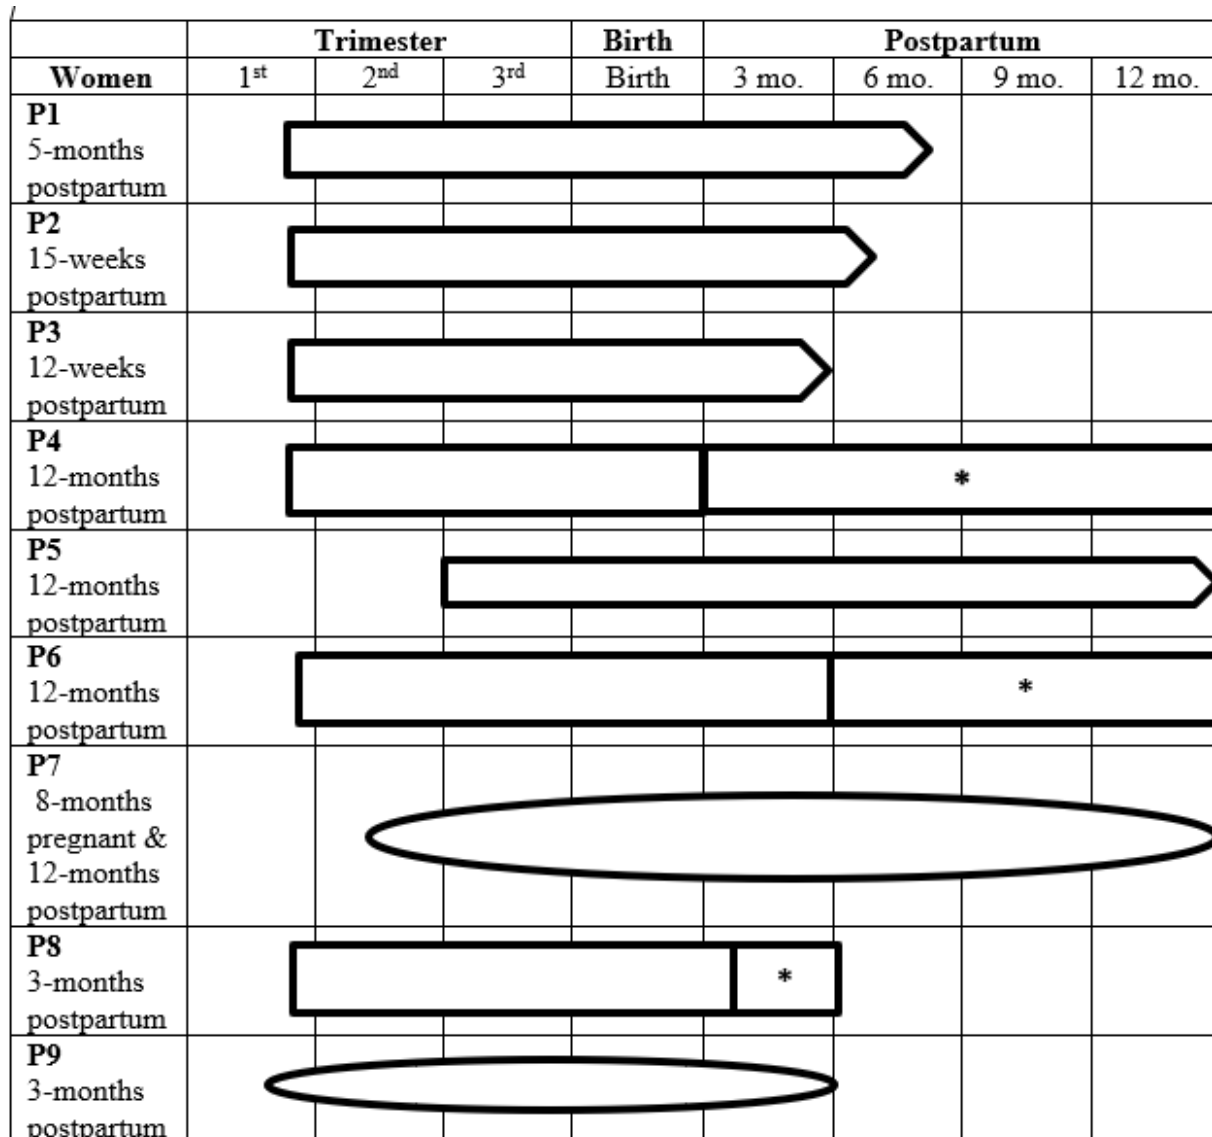 Trimester Birth Postpartum
Women 1st 2nd 3rd Birth 3 mo. 6 mo. 9 mo. 12 mo.
P1
5-months
postpartum
P2
15-weeks
postpartum
P3
12-weeks
postpartum
P4
12-months
postpartum
*
P5
12-months
postpartum
P6
12-months
postpartum
*
P7
8-months
pregnant &
12-months
postpartum
P8
3-months
postpartum
*
P9
3-months
postpartum